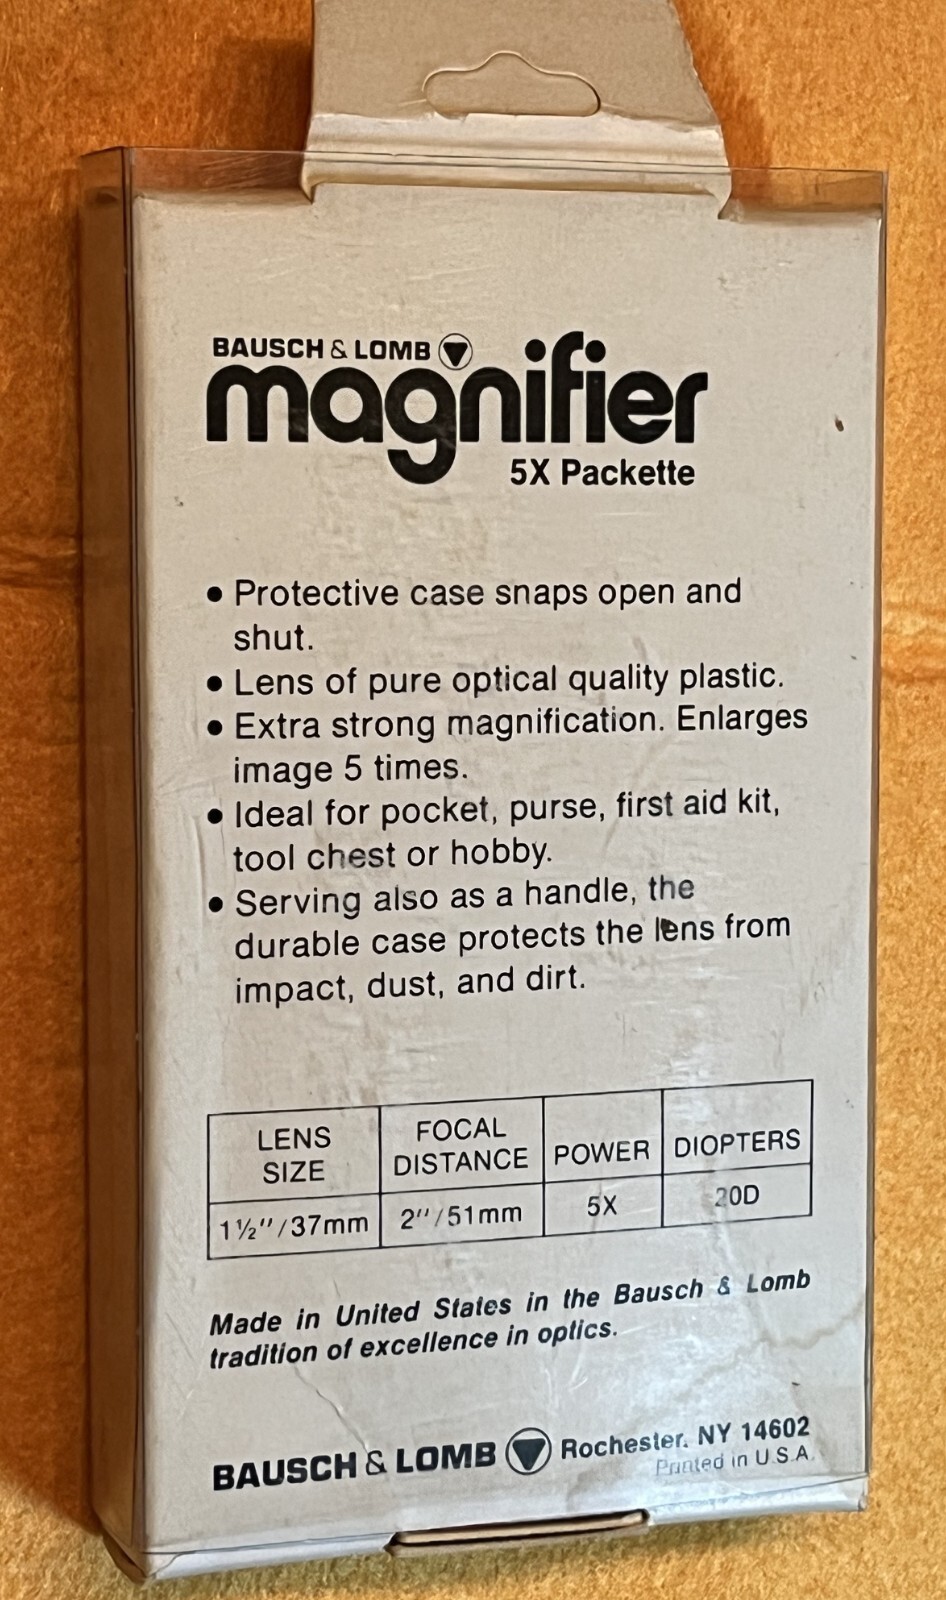 BAUSCH & LOMB
magnifier
5X Packette
• Protective case snaps open and
shut.
• Lens of pure optical quality plastic.
• Extra strong magnification. Enlarges
image 5 times.
• Ideal for pocket, purse, first aid kit,
tool chest or hobby.
• Serving also as a handle, the
durable case protects the lens from
impact, dust, and dirt.
LENS SIZE FOCAL DISTANCE POWER DIOPTERS
1½"/37mm 2"/51mm 5X 20D
Made in United States in the Bausch & Lomb
tradition of excellence in optics.
BAUSCH & LOMB Rochester, NY 14602
Printed in U.S.A.